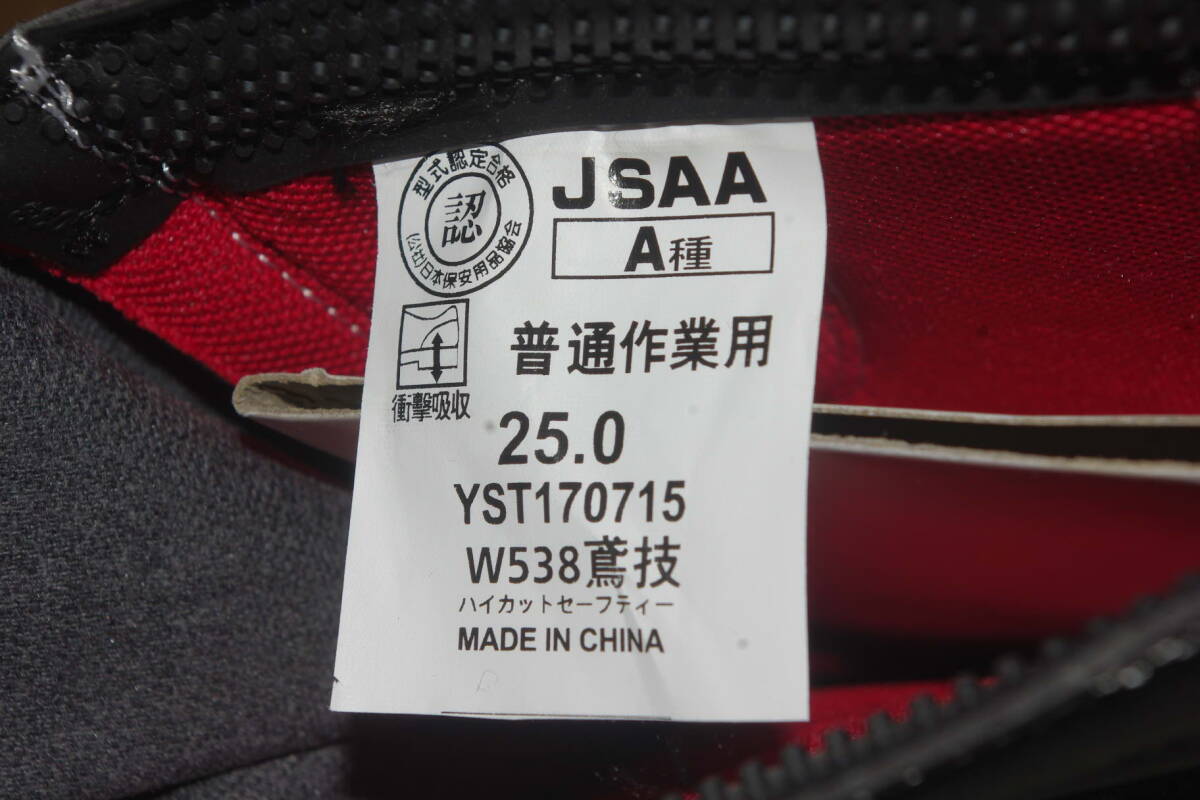 型式認定合格
認
(公社)日本保安用品協会
JSAA
A種
衝撃吸収
普通作業用
25.0
YST170715
W538鳶技
ハイカットセーフティー
MADE IN CHINA